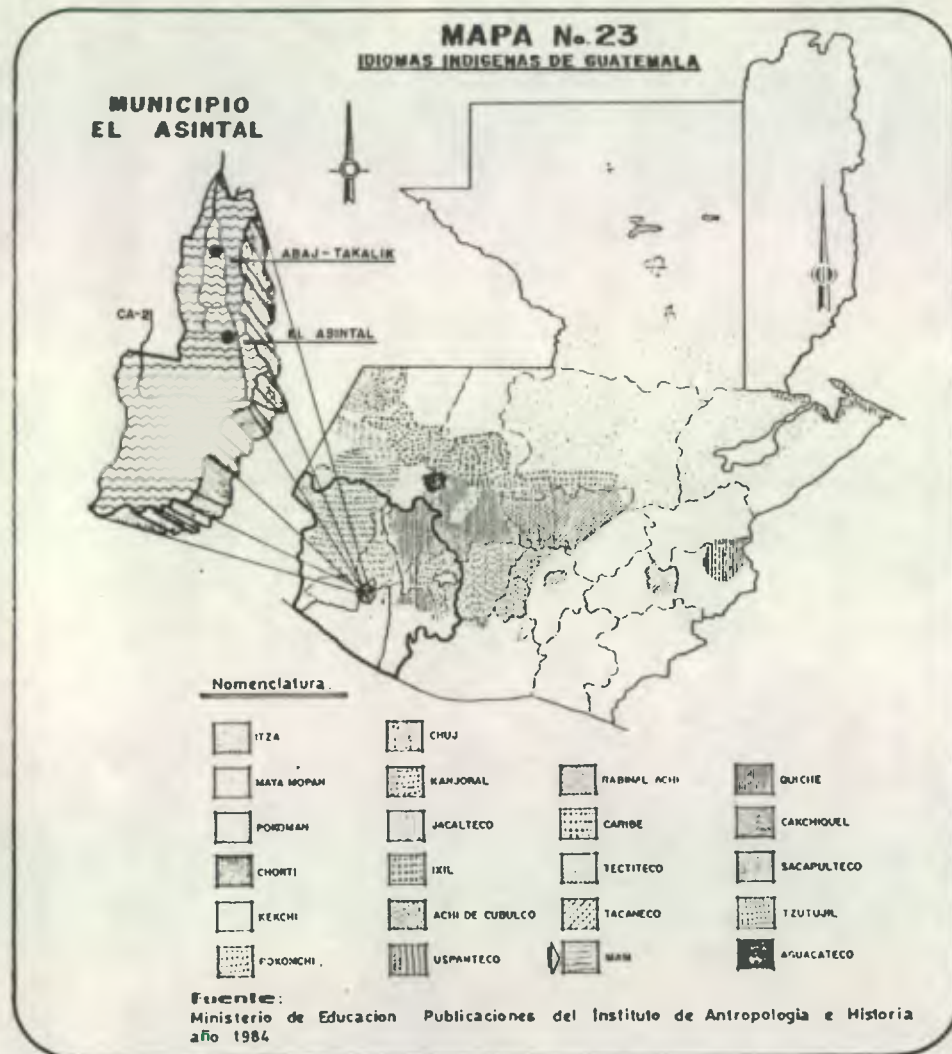 MAPA No. 23
IDIOMAS INDIGENAS DE GUATEMALA
MUNICIPIO
EL ASINTAL
ABAJ-TAKALIK
CA-2
EL ASINTAL
Nomenclatura.
ITZA
MAYA MOPAN
POKOMAN
CHORTI
KEKCHI
POKOMCHI
CHUJ
KANJOBAL
JACALTECO
IXIL
ACHI DE CUBULCO
USPANTECO
RABINAL ACHI
CARIBE
TECTITECO
TACANECO
MAM
QUICHE
CAKCHIQUEL
SACAPULTECO
TZUTUJIL
AGUACATECO
Fuente:
Ministerio de Educacion Publicaciones del Instituto de Antropologia e Historia
año 1984